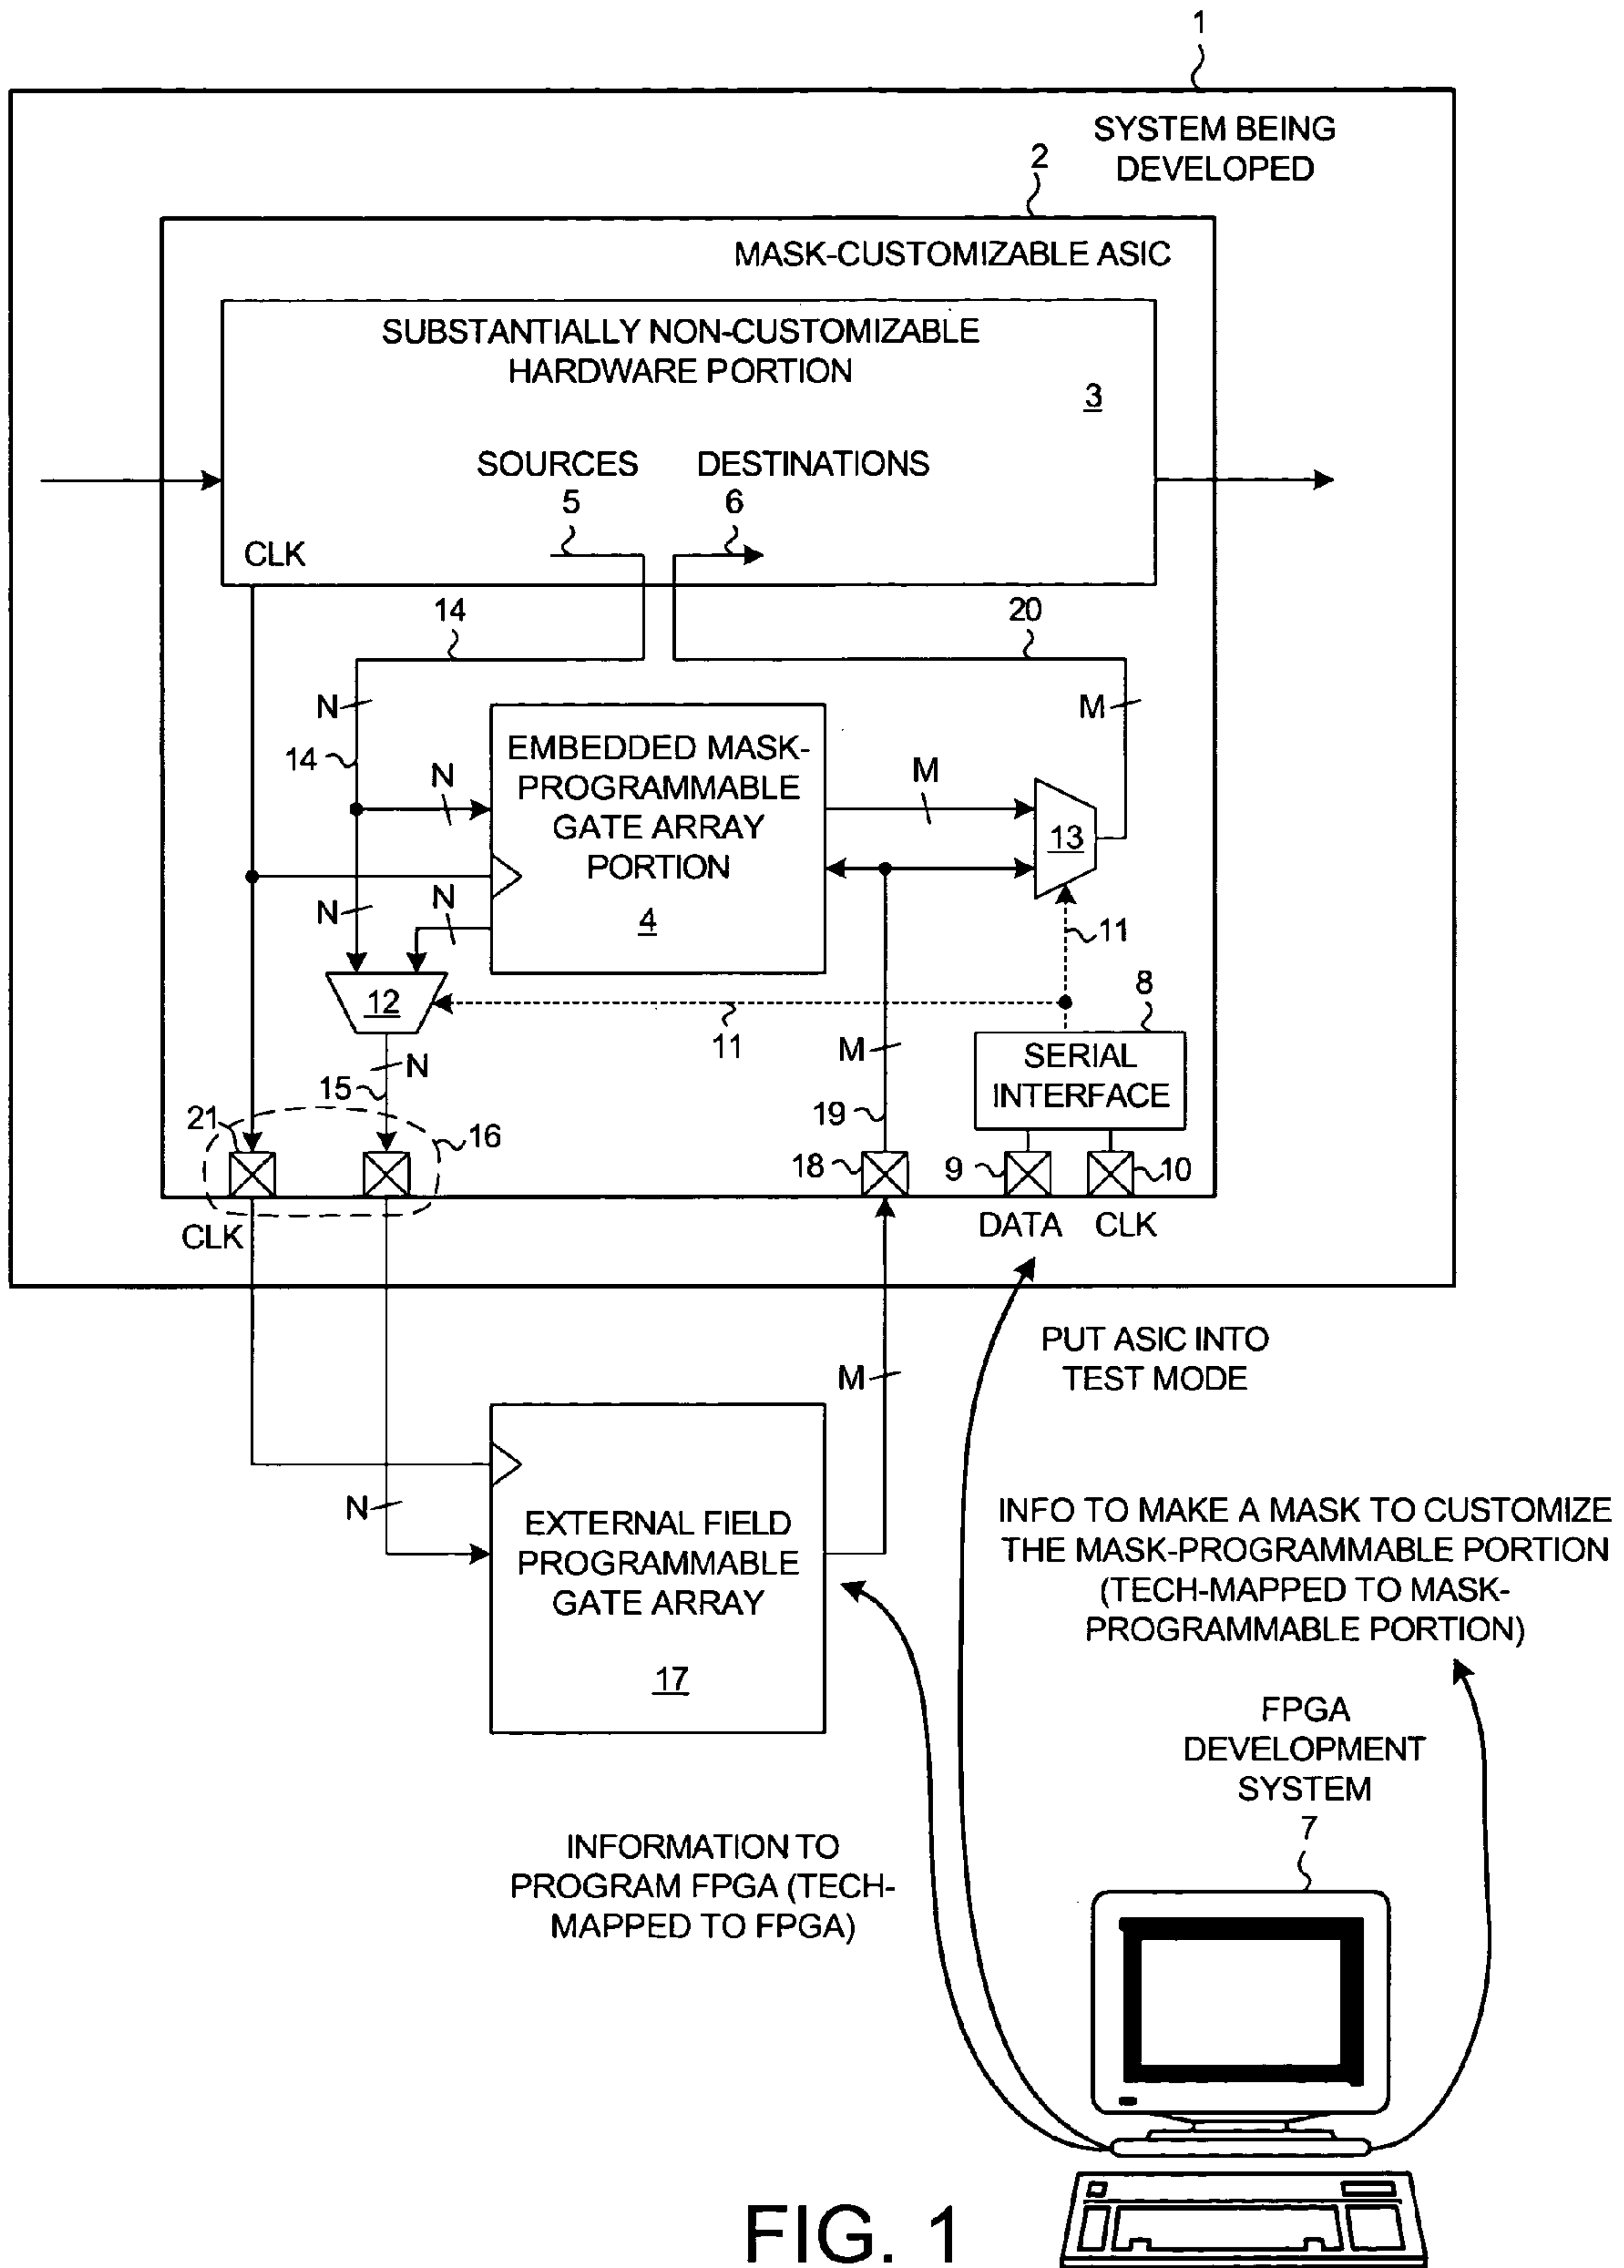 1
SYSTEM BEING
DEVELOPED
2
MASK-CUSTOMIZABLE ASIC
SUBSTANTIALLY NON-CUSTOMIZABLE
HARDWARE PORTION
3
SOURCES
DESTINATIONS
5
6
CLK
14
20
N
M
EMBEDDED MASK-
PROGRAMMABLE
GATE ARRAY
PORTION
4
14
N
M
13
N
N
11
12
8
11
N
M
SERIAL
INTERFACE
15
19
21
16
18
9
10
CLK
DATA
CLK
PUT ASIC INTO
TEST MODE
M
N
EXTERNAL FIELD
PROGRAMMABLE
GATE ARRAY
17
INFO TO MAKE A MASK TO CUSTOMIZE
THE MASK-PROGRAMMABLE PORTION
(TECH-MAPPED TO MASK-
PROGRAMMABLE PORTION)
FPGA
DEVELOPMENT
SYSTEM
7
INFORMATION TO
PROGRAM FPGA (TECH-
MAPPED TO FPGA)
FIG. 1